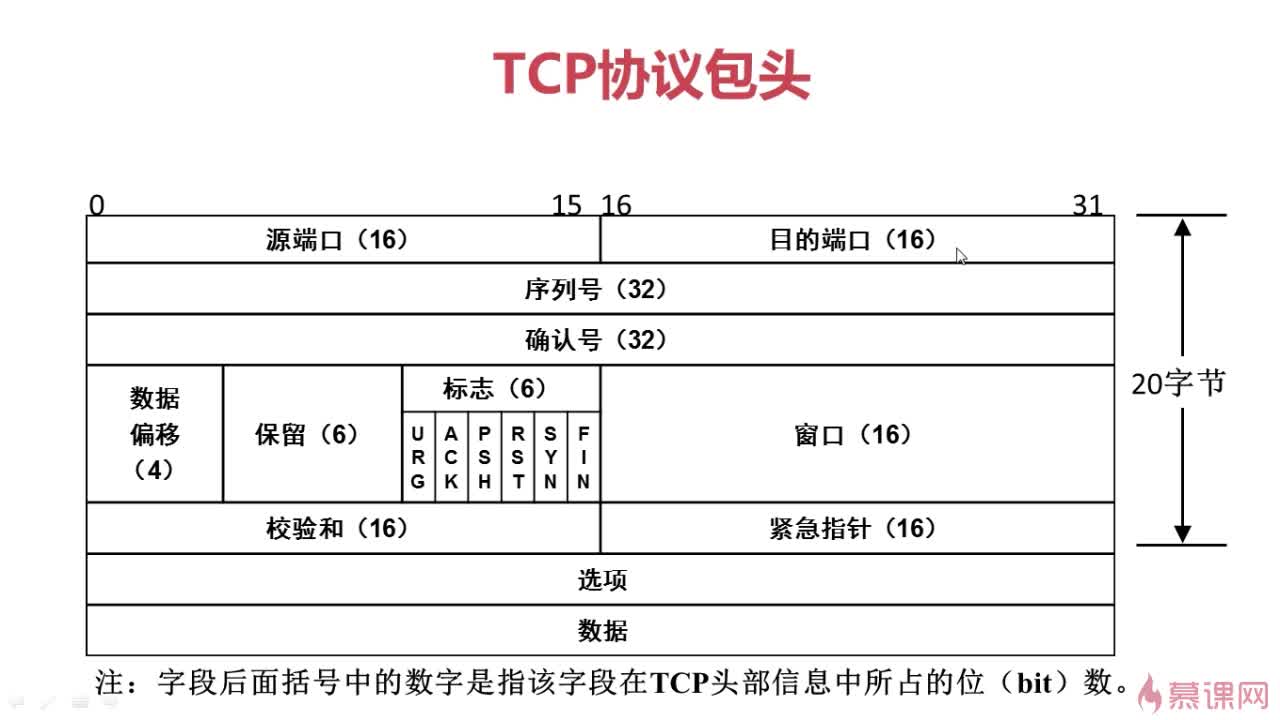 TCP协议包头
0 15 16 31
源端口（16） 目的端口（16）
序列号（32）
确认号（32）
数据
偏移
（4）
保留（6）
标志（6）
URG ACK PSH RST SYN FIN
窗口（16）
20字节
校验和（16） 紧急指针（16）
选项
数据
注：字段后面括号中的数字是指该字段在TCP头部信息中所占的位（bit）数。
慕课网